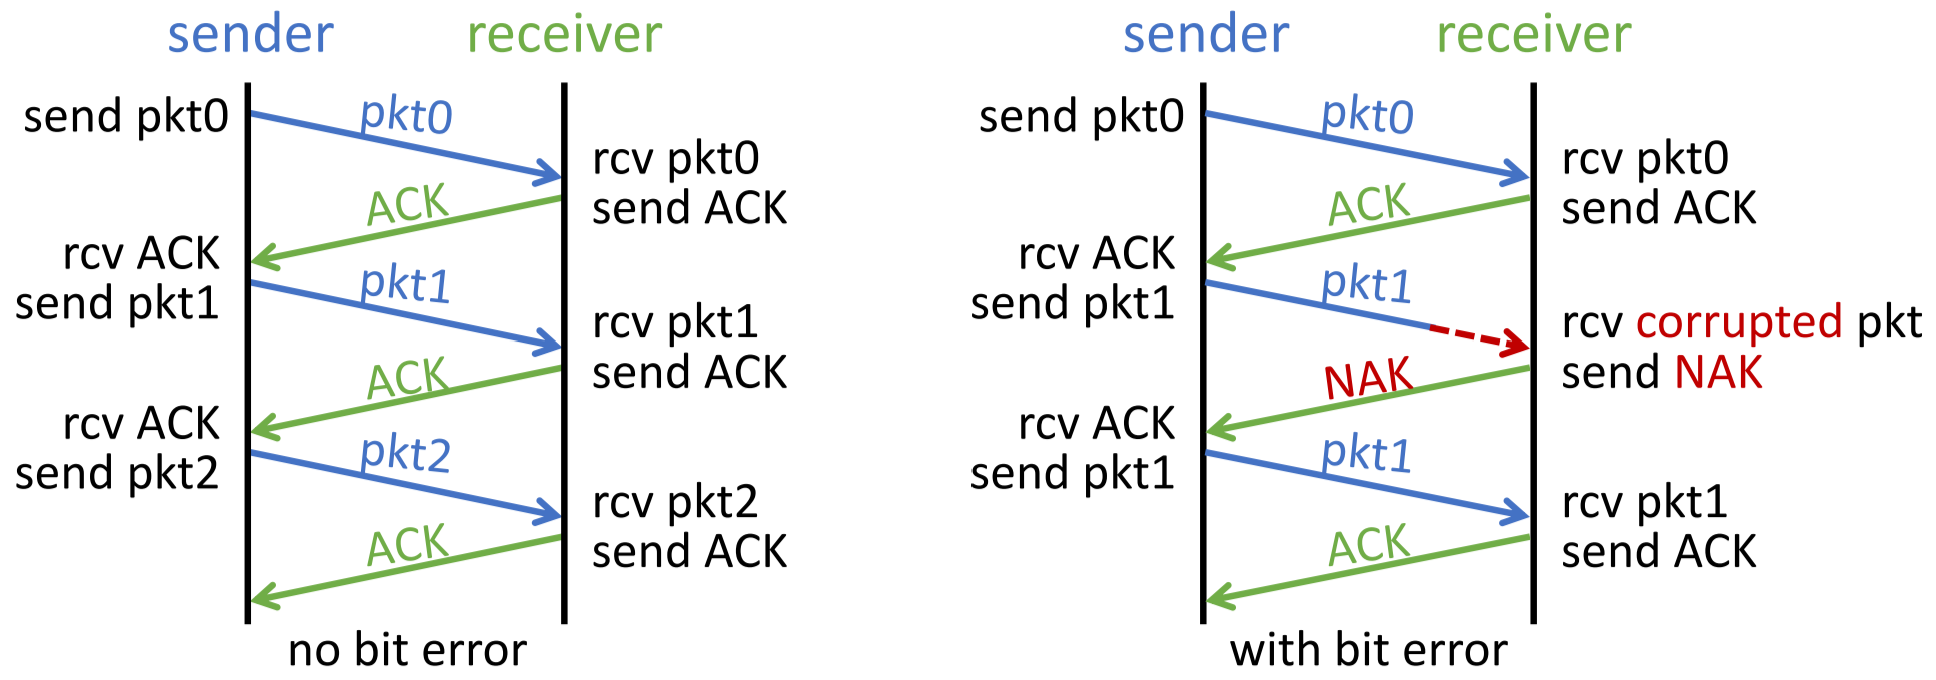 sender
receiver
send pkt0
pkt0
rcv pkt0
send ACK
ACK
rcv ACK
send pkt1
pkt1
rcv pkt1
send ACK
ACK
rcv ACK
send pkt2
pkt2
rcv pkt2
send ACK
ACK
no bit error
sender
receiver
send pkt0
pkt0
rcv pkt0
send ACK
ACK
rcv ACK
send pkt1
pkt1
rcv corrupted pkt
send NAK
NAK
rcv ACK
send pkt1
pkt1
rcv pkt1
send ACK
ACK
with bit error